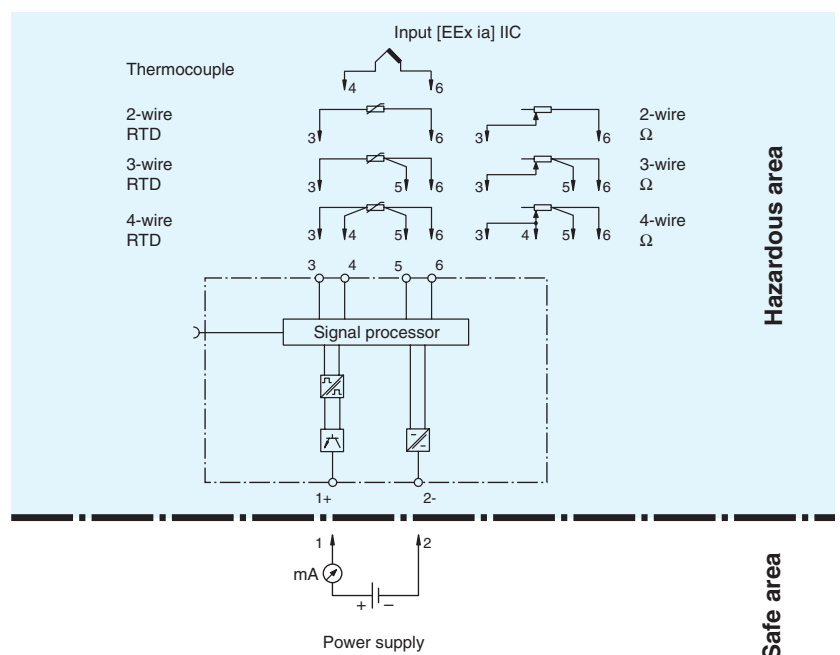 Input [EEx ia] IIC
Thermocouple
4 6
2-wire
RTD
3 6
3 6
2-wire
Ω
3-wire
RTD
3 5 6
3 5 6
3-wire
Ω
4-wire
RTD
3 4 5 6
3 4 5 6
4-wire
Ω
3 4 5 6
Signal processor
1+ 2-
Hazardous area
1 2
mA
+ −
Power supply
Safe area